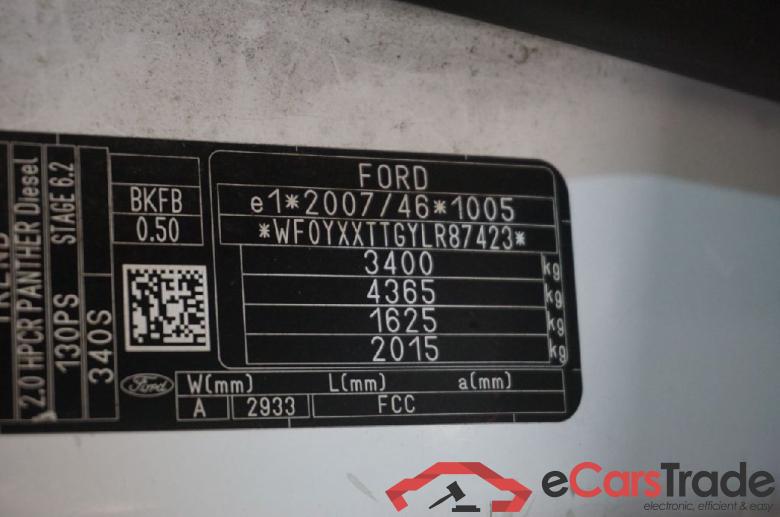 TREND
2.0 HPCR PANTHER Diesel
130PS STAGE 6.2
340S
BKFB
0.50
FORD
e1*2007/46*1005
*WF0YXXTTGYLR87423*
3400 kg
4365 kg
1625 kg
2015 kg
Ford
W(mm) L(mm) a(mm)
A 2933 FCC
eCarsTrade
electronic, efficient & easy